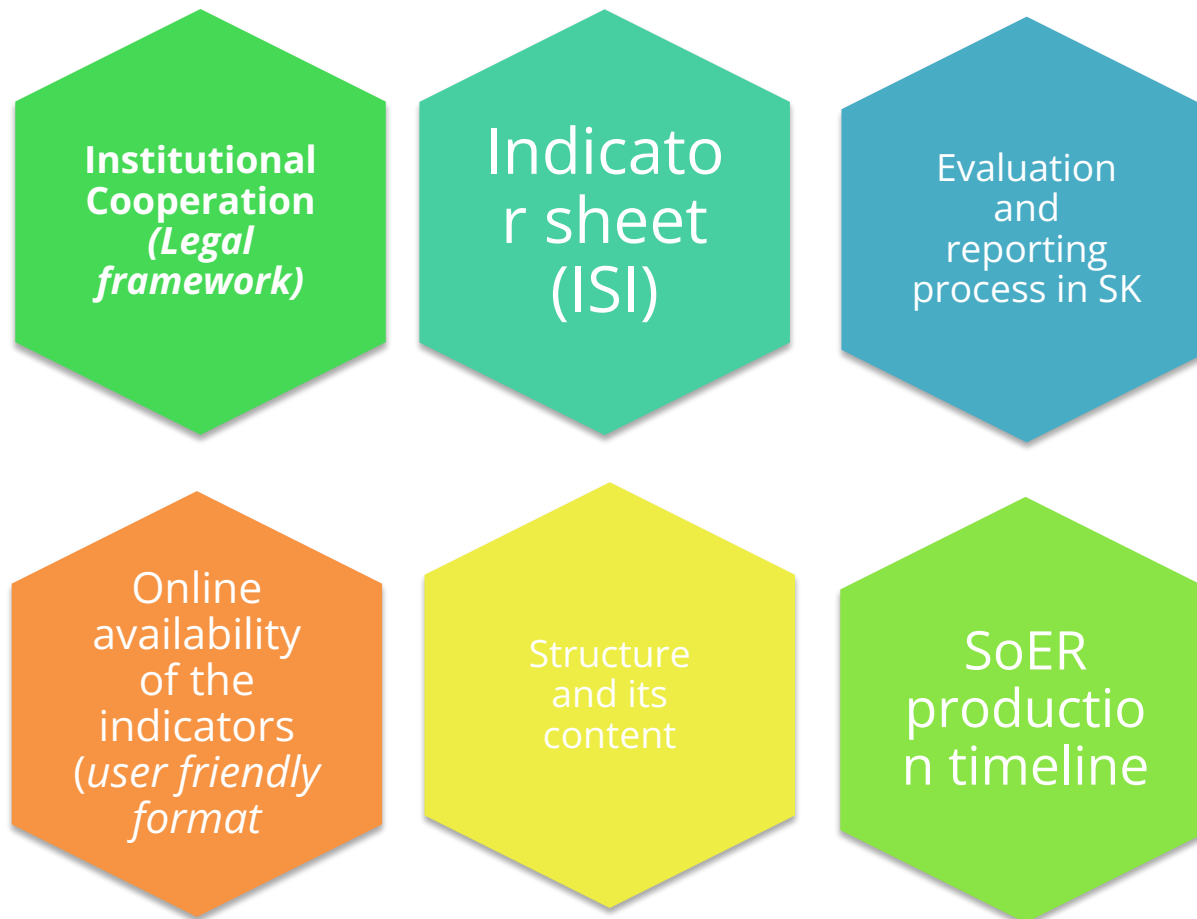 Institutional
Cooperation
(Legal
framework)
Indicato
r sheet
(ISI)
Evaluation
and
reporting
process in SK
Online
availability
of the
indicators
(user friendly
format
Structure
and its
content
SoER
productio
n timeline